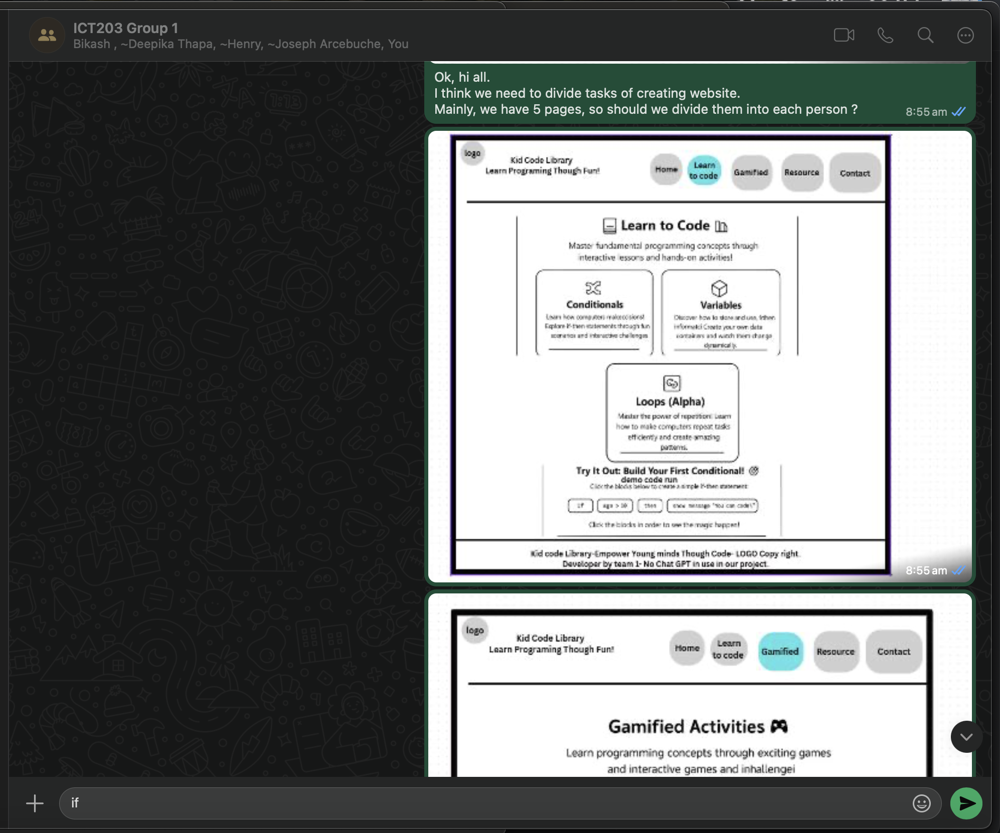 ICT203 Group 1
Bikash , ~Deepika Thapa, ~Henry, ~Joseph Arcebuche, You
Ok, hi all.
I think we need to divide tasks of creating website.
Mainly, we have 5 pages, so should we divide them into each person ?
8:55 am
logo
Kid Code Library
Learn Programing Though Fun!
Home
Learn
to code
Gamified
Resource
Contact
Learn to Code
Master fundamental programming concepts through
interactive lessons and hands-on activities!
Conditionals
Learn how computers
Explore if-then statements through fun
scenarios and interactive challenges
Variables
Discover how to store and use,
Create your own data
containers and watch them change
dynamically.
Loops (Alpha)
Master the power of repetition! Learn
how to make computers repeat tasks
efficiently and create amazing
patterns.
Try It Out: Build Your First Conditional!
demo code run
Click the blocks below to create a simple if-then statement
if
age > 10
then
show message "You can code!"
Click the blocks in order to see the magic happen!
Kid code Library-Empower Young minds Though Code- LOGO Copy right.
Developer by team 1- No Chat GPT in use in our project.
8:55 am
logo
Kid Code Library
Learn Programing Though Fun!
Home
Learn
to code
Gamified
Resource
Contact
Gamified Activities
Learn programming concepts through exciting games
and interactive games and inhallengei
if